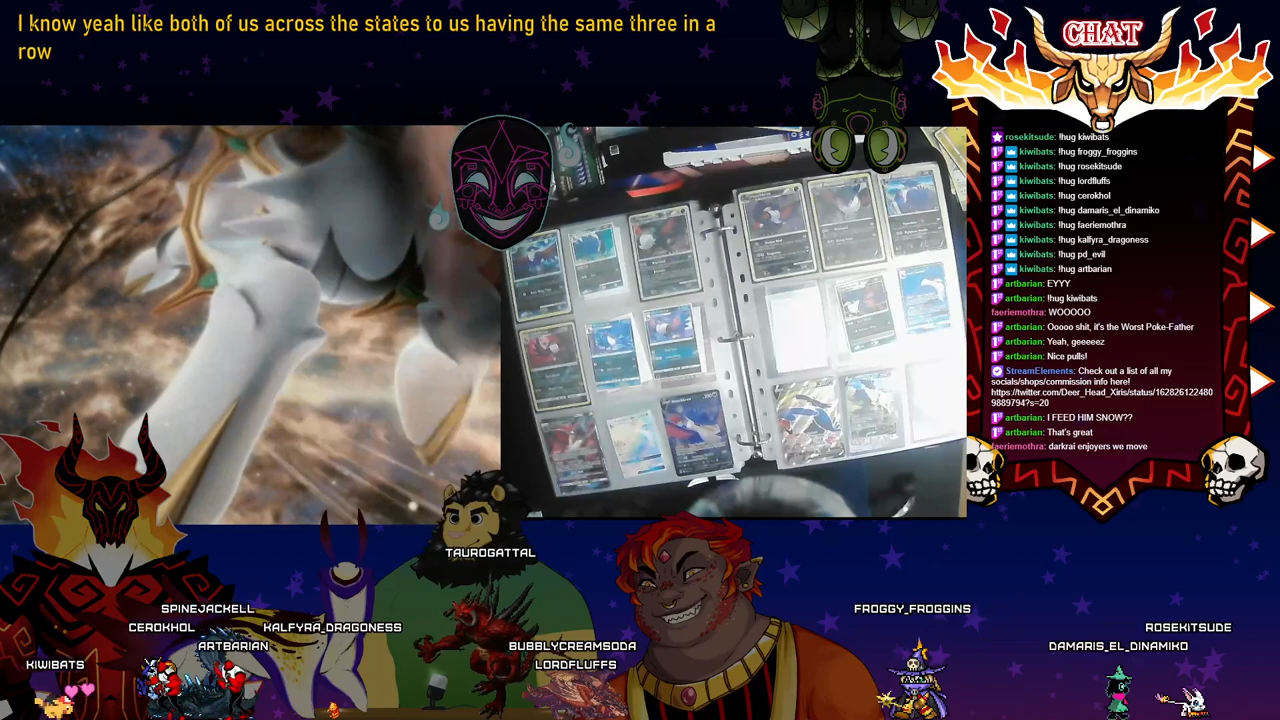 I know yeah like both of us across the states to us having the same three in a
row
CHAT
rosekitsude: !hug kiwibats
kiwibats: !hug froggy_froggins
kiwibats: !hug rosekitsude
kiwibats: !hug lordfluffs
kiwibats: !hug cerokhol
kiwibats: !hug damaris_el_dinamiko
kiwibats: !hug faeriemothra
kiwibats: !hug kalfyra_dragoness
kiwibats: !hug pd_evil
kiwibats: !hug artbarian
artbarian: EYYY
artbarian: !hug kiwibats
faeriemothra: WOOOOO
artbarian: Ooooo shit, it's the Worst Poke-Father
artbarian: Yeah, geeeeez
artbarian: Nice pulls!
StreamElements: Check out a list of all my
socials/shops/commission info here!
https://twitter.com/Deer_Head_Xiris/status/162826122480
9889794?s=20
artbarian: I FEED HIM SNOW??
artbarian: That's great
faeriemothra: darkrai enjoyers we move
TAUROGATTAL
SPINEJACKELL
FROGGY_FROGGINS
CEROKHOL
KALFYRA_DRAGONESS
ROSEKITSUDE
ARTBARIAN
BUBBLYCREAMSODA
DAMARIS_EL_DINAMIKO
KIWIBATS
LORDFLUFFS